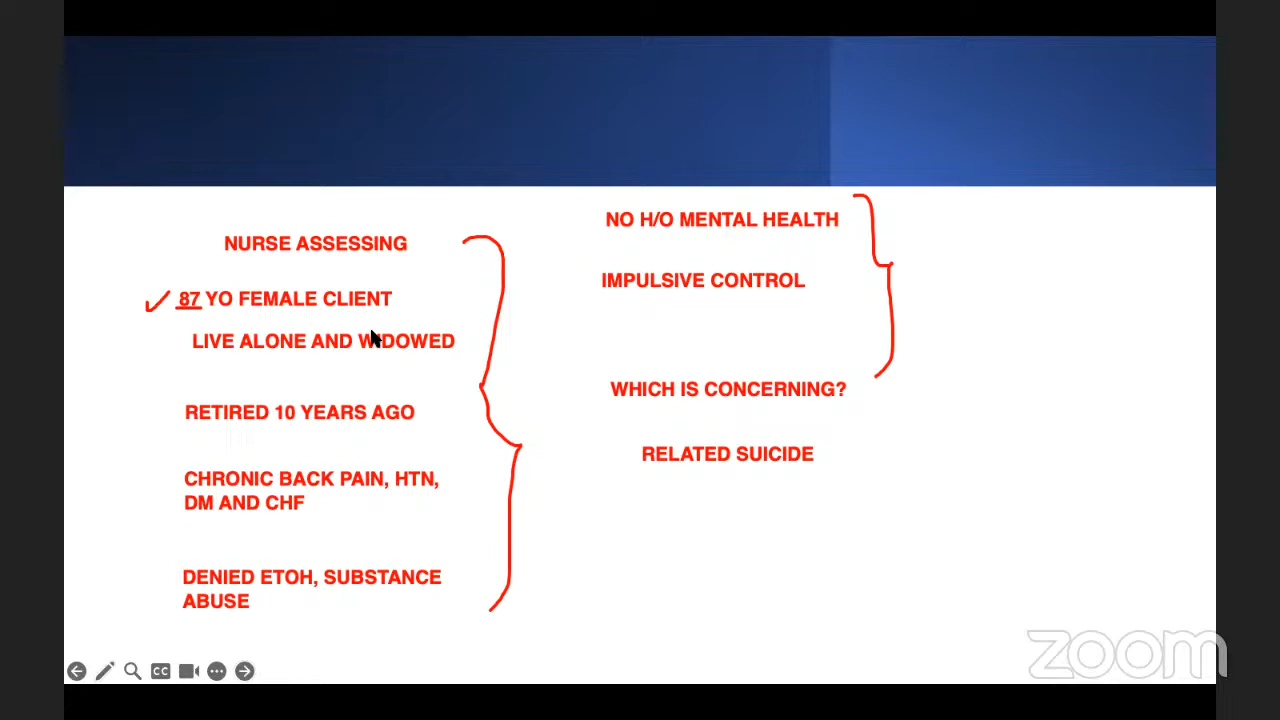 NURSE ASSESSING
87 YO FEMALE CLIENT
LIVE ALONE AND WIDOWED
RETIRED 10 YEARS AGO
CHRONIC BACK PAIN, HTN,
DM AND CHF
DENIED ETOH, SUBSTANCE
ABUSE
NO H/O MENTAL HEALTH
IMPULSIVE CONTROL
WHICH IS CONCERNING?
RELATED SUICIDE
CC
zoom